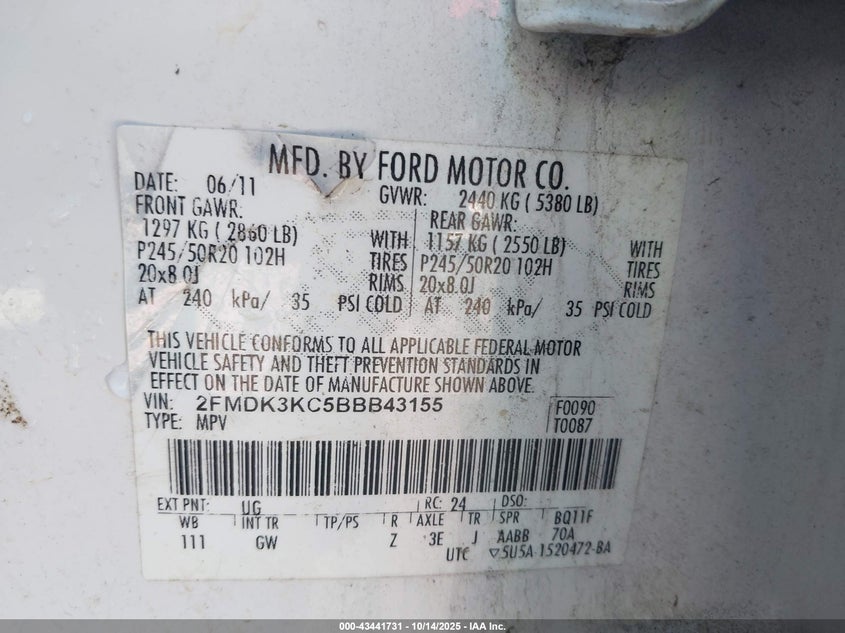 MFD. BY FORD MOTOR CO.
DATE: 06/11 GVWR: 2440 KG ( 5380 LB)
FRONT GAWR: REAR GAWR:
1297 KG ( 2860 LB) WITH 1157 KG ( 2550 LB) WITH
P245/50R20 102H TIRES P245/50R20 102H TIRES
20x8.0J RIMS 20x8.0J RIMS
AT 240 kPa/ 35 PSI COLD AT 240 kPa/ 35 PSI COLD
THIS VEHICLE CONFORMS TO ALL APPLICABLE FEDERAL MOTOR
VEHICLE SAFETY AND THEFT PREVENTION STANDARDS IN
EFFECT ON THE DATE OF MANUFACTURE SHOWN ABOVE.
VIN: 2FMDK3KC5BBB43155 F0090
TYPE: MPV T0087
EXT PNT: UG RC: 24 DSO:
WB INT TR TP/PS R AXLE TR SPR BQ11F
111 GW Z 3E J AABB 70A
UTC ▽5U5A-1520472-BA
000-43441731 - 10/14/2025 - IAA Inc.